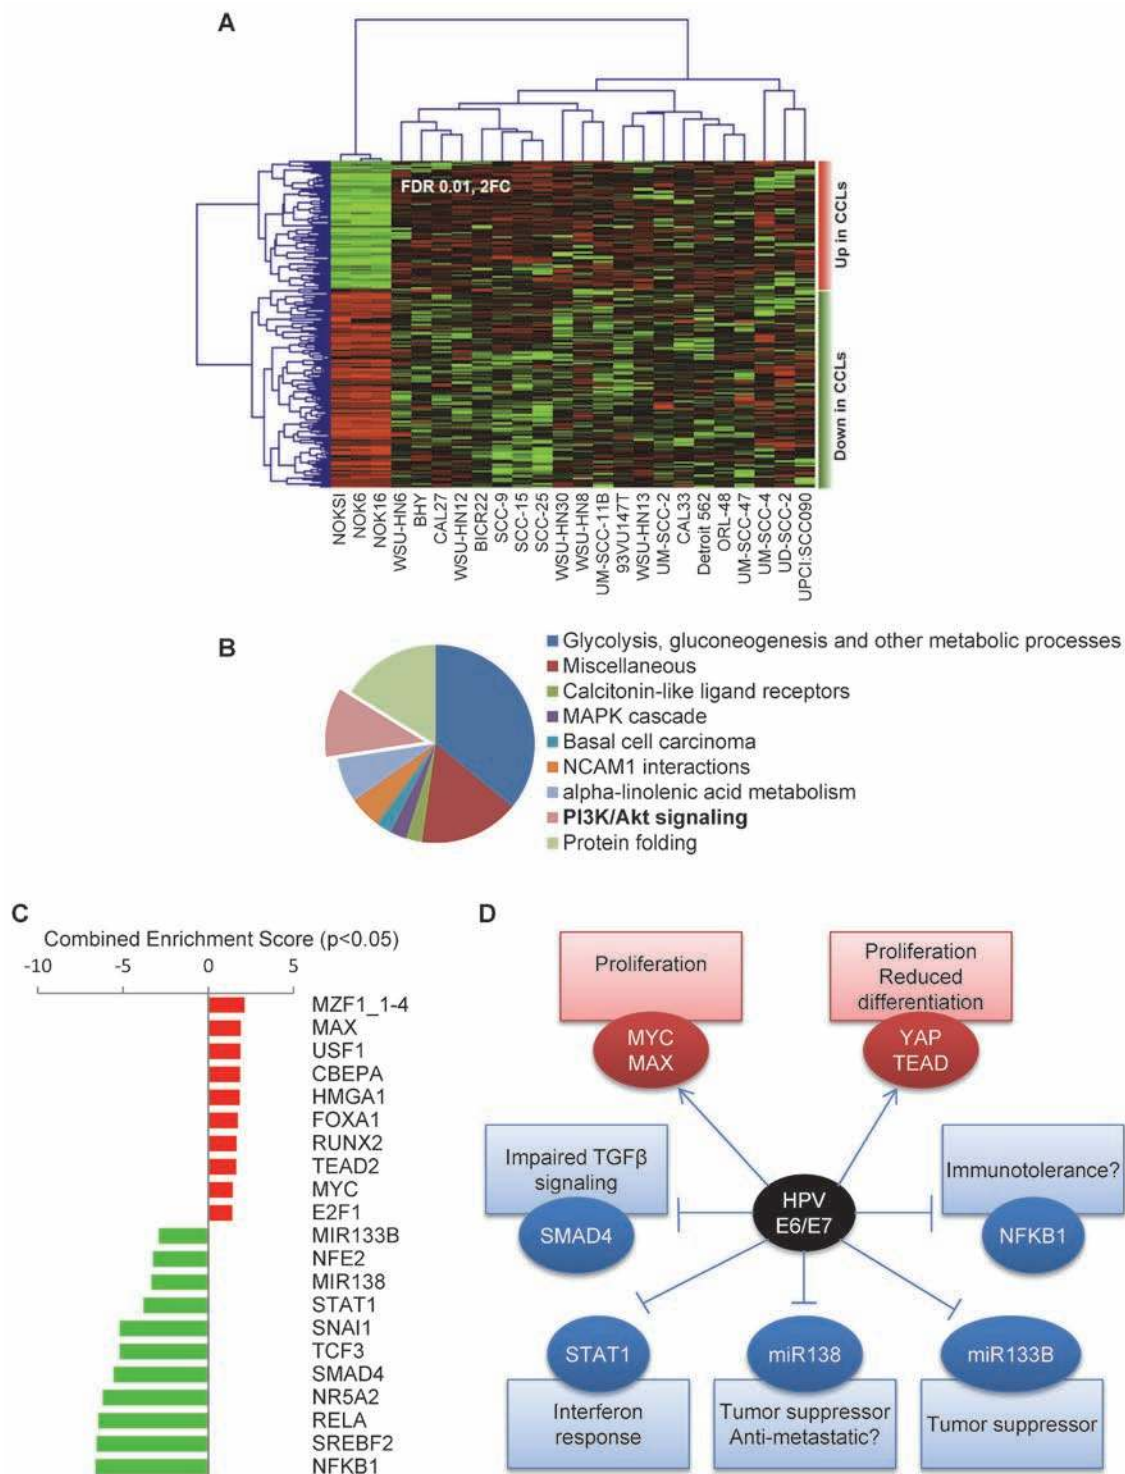 A
FDR 0.01, 2FC
Up in CCLs
Down in CCLs
NOKSI
NOK6
NOK16
WSU-HN6
BHY
CAL27
WSU-HN12
BICR22
SCC-9
SCC-15
SCC-25
WSU-HN30
WSU-HN8
UM-SCC-11B
93VU147T
WSU-HN13
UM-SCC-2
CAL33
Detroit 562
ORL-48
UM-SCC-47
UM-SCC-4
UD-SCC-2
UPCI:SCC090
B
Glycolysis, gluconeogenesis and other metabolic processes
Miscellaneous
Calcitonin-like ligand receptors
MAPK cascade
Basal cell carcinoma
NCAM1 interactions
alpha-linolenic acid metabolism
PI3K/Akt signaling
Protein folding
C
Combined Enrichment Score (p<0.05)
-10 -5 0 5
MZF1_1-4
MAX
USF1
CBEPA
HMGA1
FOXA1
RUNX2
TEAD2
MYC
E2F1
MIR133B
NFE2
MIR138
STAT1
SNAI1
TCF3
SMAD4
NR5A2
RELA
SREBF2
NFKB1
D
Proliferation
MYC
MAX
Proliferation
Reduced
differentiation
YAP
TEAD
Impaired TGFβ
signaling
SMAD4
HPV
E6/E7
Immunotolerance?
NFKB1
STAT1
Interferon
response
miR138
Tumor suppressor
Anti-metastatic?
miR133B
Tumor suppressor